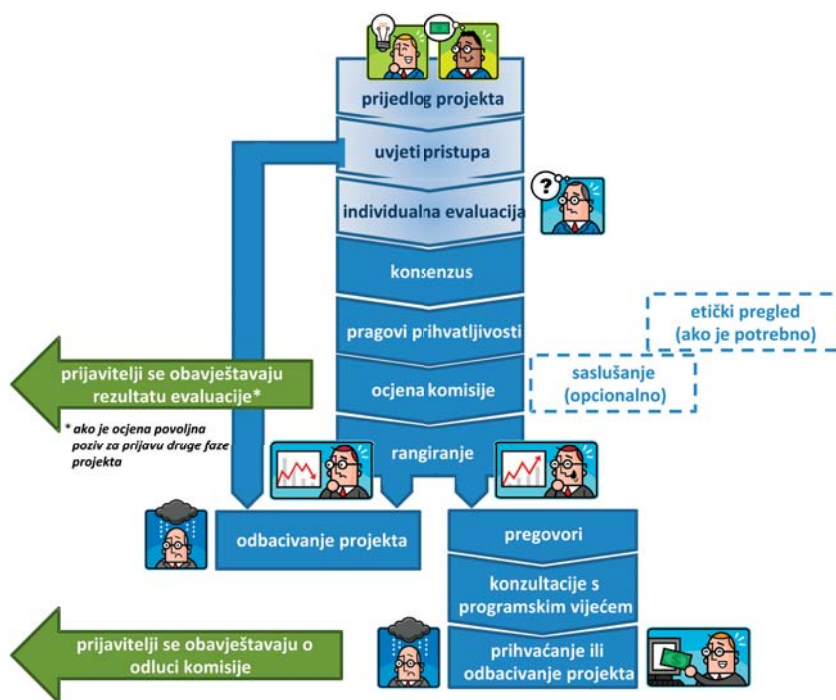 prijedlog projekta
uvjeti pristupa
individualna evaluacija
?
konsenzus
pragovi prihvatljivosti
etički pregled
(ako je potrebno)
ocjena komisije
saslušanje
(opcionalno)
prijavitelji se obavještavaju
rezultatu evaluacije*
* ako je ocjena povoljna
poziv za prijavu druge faze
projekta
rangiranje
odbacivanje projekta
pregovori
konzultacije s
programskim vijećem
prijavitelji se obavještavaju o
odluci komisije
prihvaćanje ili
odbacivanje projekta